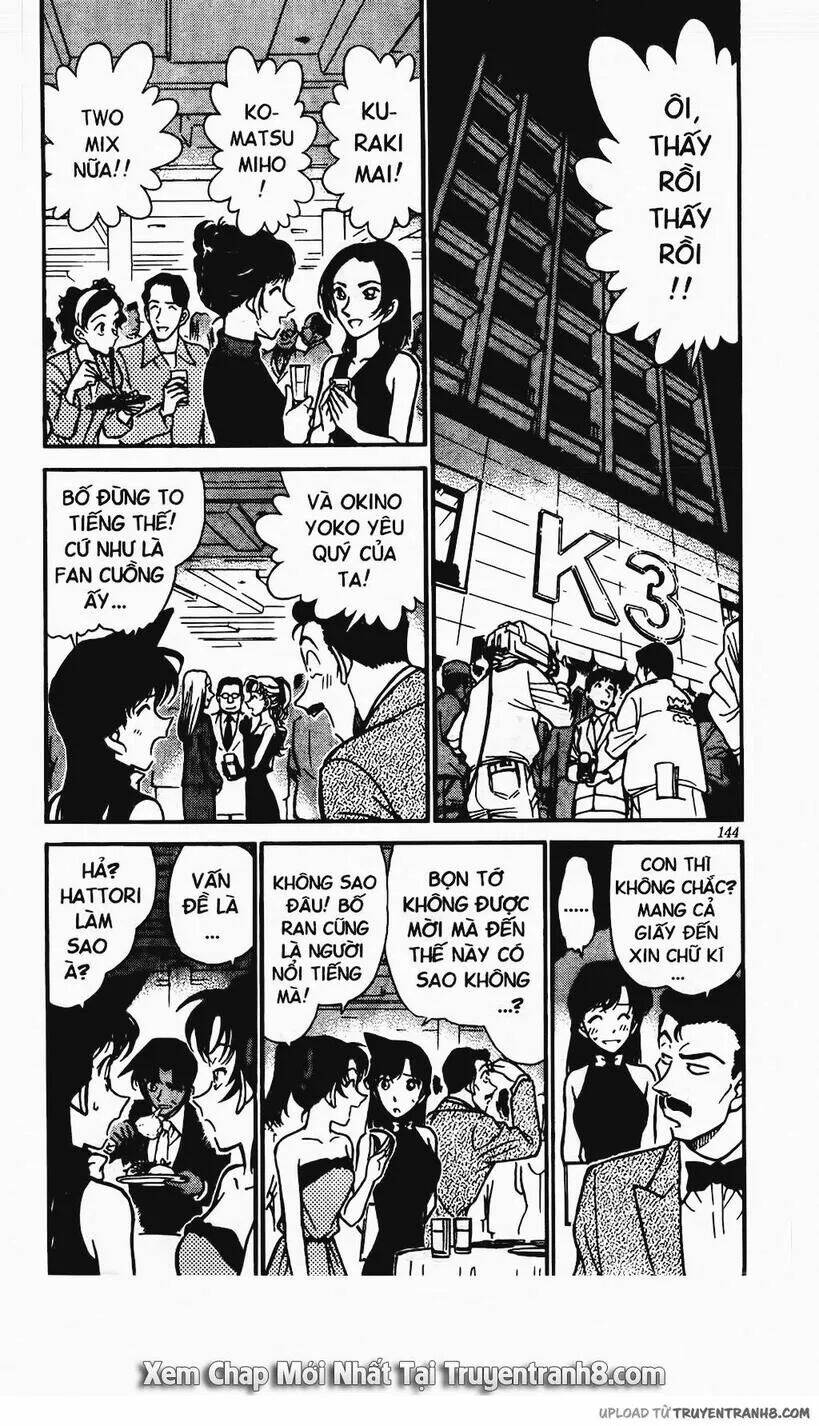 ÔI,
THẤY
RỒI
THẤY
RỒI
!!
K3
KU-
RAKI
MAI!
KO-
MATSU
MIHO
!
TWO
MIX
NỮA!!
VÀ OKINO
YOKO YÊU
QUÝ CỦA
TA!
BỐ ĐỪNG TO
TIẾNG THẾ!
CỨ NHƯ LÀ
FAN CUỒNG
ẤY...
144
CON THÌ
KHÔNG CHẮC?
MANG CẢ
GIẤY ĐẾN
XIN CHỮ KÍ
...
.....
BỌN TỚ
KHÔNG ĐƯỢC
MỜI MÀ ĐẾN
THẾ NÀY CÓ
SAO KHÔNG
...?
KHÔNG SAO
ĐÂU! BỐ
RAN CŨNG
LÀ NGƯỜI
NỔI TIẾNG
MÀ!
VẤN
ĐỀ LÀ
...
HẢ?
HATTORI
LÀM
SAO
À?
Xem Chap Mới Nhất Tại Truyentranh8.com
UPLOAD TỪ TRUYENTRANH8.COM